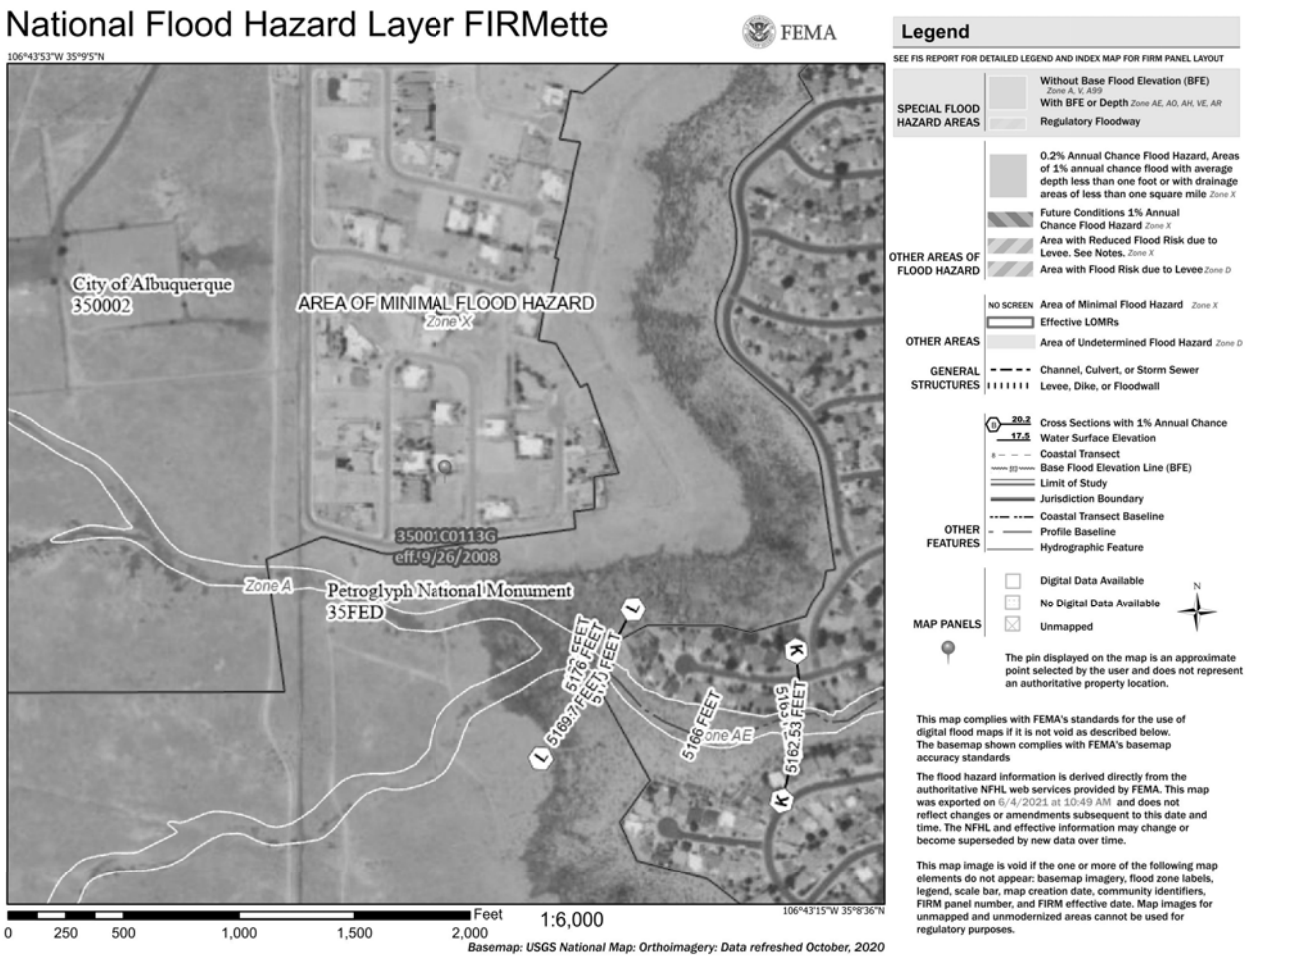 National Flood Hazard Layer FIRMette
FEMA
106°43'53"W 35°9'5"N
City of Albuquerque
350002
AREA OF MINIMAL FLOOD HAZARD
Zone X
35001C0113G
eff. 9/26/2008
Zone A
Petroglyph National Monument
35FED
L
FEET
5176 FEET
FEET
5169.7 FEET
L
K
5166 FEET
one AE
5162.53 FEET
K
106°43'15"W 35°8'36"N
Feet
1:6,000
0
250
500
1,000
1,500
2,000
Basemap: USGS National Map: Orthoimagery: Data refreshed October, 2020
Legend
SEE FIS REPORT FOR DETAILED LEGEND AND INDEX MAP FOR FIRM PANEL LAYOUT
SPECIAL FLOOD
HAZARD AREAS
Without Base Flood Elevation (BFE)
Zone A, V, A99
With BFE or Depth Zone AE, AO, AH, VE, AR
Regulatory Floodway
OTHER AREAS OF
FLOOD HAZARD
0.2% Annual Chance Flood Hazard, Areas
of 1% annual chance flood with average
depth less than one foot or with drainage
areas of less than one square mile Zone X
Future Conditions 1% Annual
Chance Flood Hazard Zone X
Area with Reduced Flood Risk due to
Levee. See Notes. Zone X
Area with Flood Risk due to Levee Zone D
OTHER AREAS
NO SCREEN Area of Minimal Flood Hazard Zone X
Effective LOMRs
Area of Undetermined Flood Hazard Zone D
GENERAL
STRUCTURES
Channel, Culvert, or Storm Sewer
Levee, Dike, or Floodwall
OTHER
FEATURES
B 20.2 Cross Sections with 1% Annual Chance
17.5 Water Surface Elevation
8 Coastal Transect
Base Flood Elevation Line (BFE)
Limit of Study
Jurisdiction Boundary
Coastal Transect Baseline
Profile Baseline
Hydrographic Feature
MAP PANELS
Digital Data Available
No Digital Data Available
Unmapped
N
The pin displayed on the map is an approximate
point selected by the user and does not represent
an authoritative property location.
This map complies with FEMA's standards for the use of
digital flood maps if it is not void as described below.
The basemap shown complies with FEMA's basemap
accuracy standards
The flood hazard information is derived directly from the
authoritative NFHL web services provided by FEMA. This map
was exported on 6/4/2021 at 10:49 AM and does not
reflect changes or amendments subsequent to this date and
time. The NFHL and effective information may change or
become superseded by new data over time.
This map image is void if the one or more of the following map
elements do not appear: basemap imagery, flood zone labels,
legend, scale bar, map creation date, community identifiers,
FIRM panel number, and FIRM effective date. Map images for
unmapped and unmodernized areas cannot be used for
regulatory purposes.